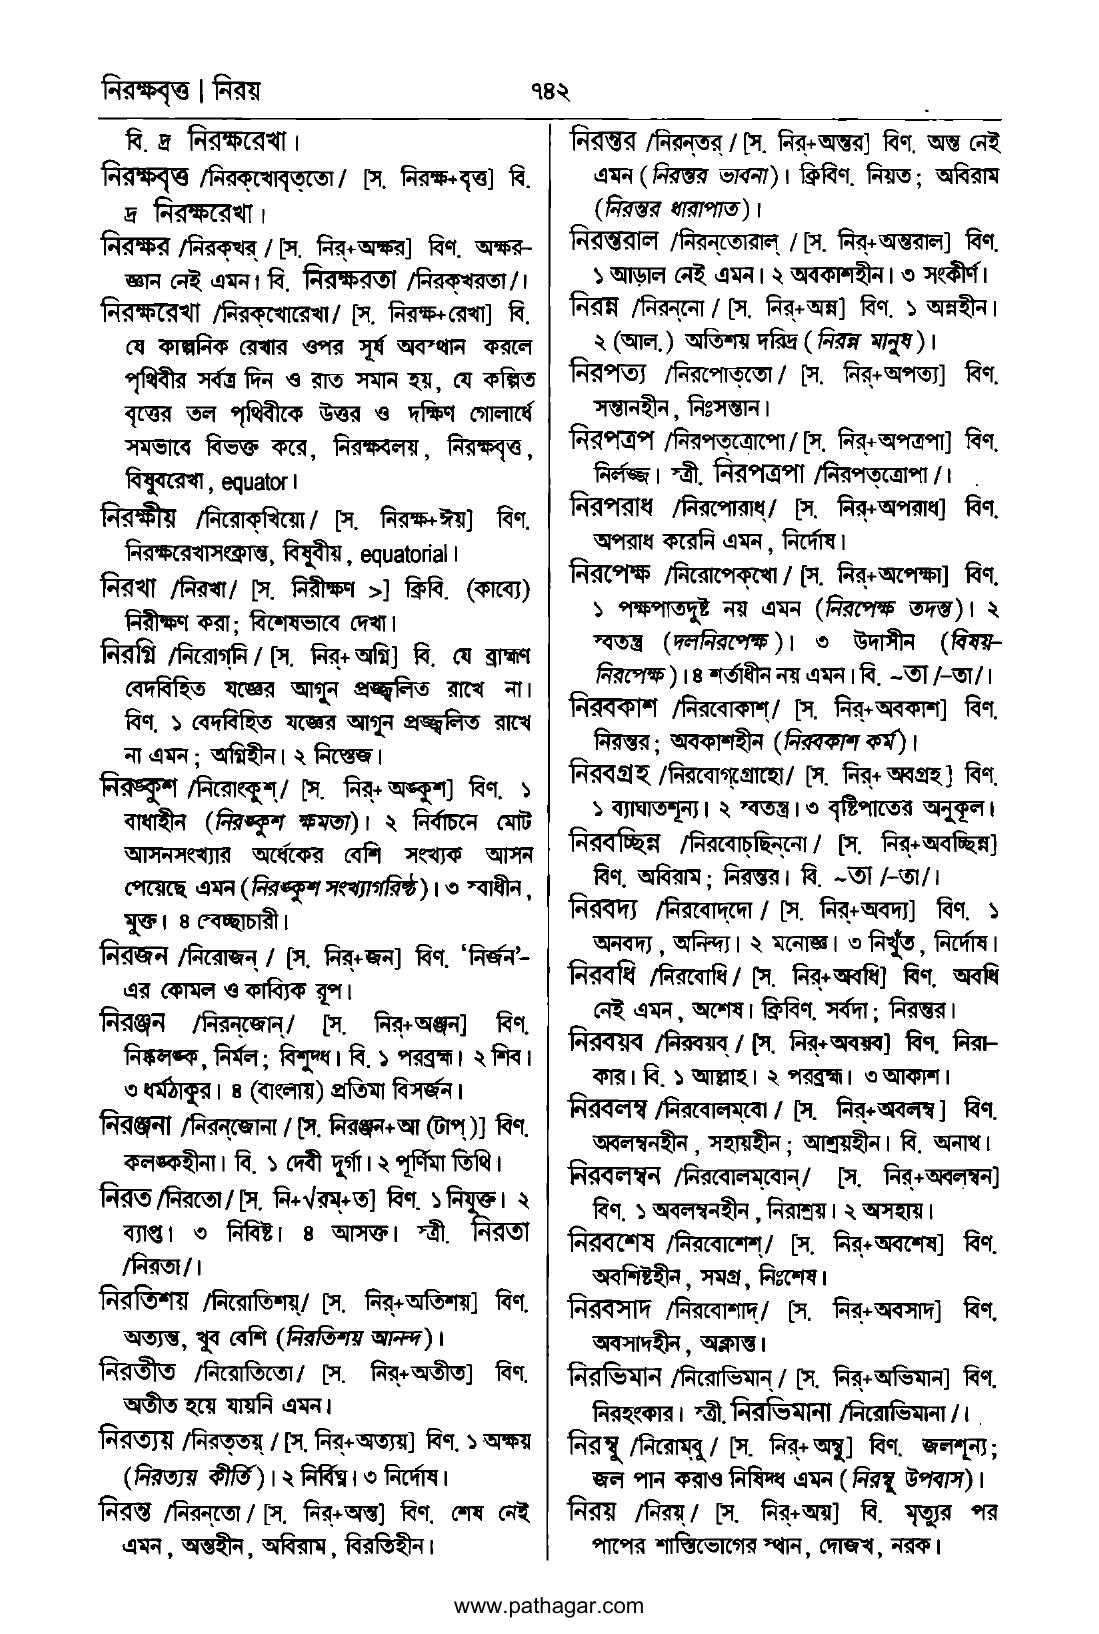 নিরক্ষবৃত্ত | নিরয়
৭৪২
বি. দ্র নিরক্ষরেখা।
নিরক্ষবৃত্ত /নিরক্‌খোবৃত্‌তো/ [স. নিরক্ষ+বৃত্ত] বি.
দ্র নিরক্ষরেখা।
নিরক্ষর /নিরক্‌খর্/ [স. নির্+অক্ষর] বিণ. অক্ষর-
জ্ঞান নেই এমন। বি. নিরক্ষরতা /নিরক্‌খরতা/।
নিরক্ষরেখা /নিরক্‌খোরেখা/ [স. নিরক্ষ+রেখা] বি.
যে কাল্পনিক রেখার ওপর সূর্য অবস্থান করলে
পৃথিবীর সর্বত্র দিন ও রাত সমান হয়, যে কল্পিত
বৃত্তের তল পৃথিবীকে উত্তর ও দক্ষিণ গোলার্ধে
সমভাবে বিভক্ত করে, নিরক্ষবলয়, নিরক্ষবৃত্ত,
বিষুবরেখা, equator।
নিরক্ষীয় /নিরোক্‌খিয়ো/ [স. নিরক্ষ+ঈয়] বিণ.
নিরক্ষরেখাসংক্রান্ত, বিষুবীয়, equatorial।
নিরখা /নিরখা/ [স. নিরীক্ষণ >] ক্রিবি. (কাব্যে)
নিরীক্ষণ করা; বিশেষভাবে দেখা।
নিরগ্নি /নিরোগ্‌নি/ [স. নির্+অগ্নি] বি. যে ব্রাহ্মণ
বেদবিহিত যজ্ঞের আগুন প্রজ্জ্বলিত রাখে না।
বিণ. ১ বেদবিহিত যজ্ঞের আগুন প্রজ্জ্বলিত রাখে
না এমন; অগ্নিহীন। ২ নিস্তেজ।
নিরঙ্কুশ /নিরোংকুশ্/ [স. নির্+অঙ্কুশ] বিণ. ১
বাধাহীন (নিরঙ্কুশ ক্ষমতা)। ২ নির্বাচনে মোট
আসনসংখ্যার অর্ধেকের বেশি সংখ্যক আসন
পেয়েছে এমন (নিরঙ্কুশ সংখ্যাগরিষ্ঠ)। ৩ স্বাধীন,
মুক্ত। ৪ স্বেচ্ছাচারী।
নিরজন /নিরোজন্/ [স. নির্+জন] বিণ. ‘নির্জন’-
এর কোমল ও কাব্যিক রূপ।
নিরঞ্জন /নিরন্‌জোন্/ [স. নির্+অঞ্জন] বিণ.
নিষ্কলঙ্ক, নির্মল; বিশুদ্ধ। বি. ১ পরব্রহ্ম। ২ শিব।
৩ ধর্মঠাকুর। ৪ (বাংলায়) প্রতিমা বিসর্জন।
নিরঞ্জনা /নিরন্‌জোনা/ [স. নিরঞ্জন+আ (টাপ্)] বিণ.
কলঙ্কহীনা। বি. ১ দেবী দুর্গা। ২ পূর্ণিমা তিথি।
নিরত /নিরতো/ [স. নি+√রম্+ত] বিণ. ১ নিযুক্ত। ২
ব্যাপ্ত। ৩ নিবিষ্ট। ৪ আসক্ত। স্ত্রী. নিরতা
/নিরতা/।
নিরতিশয় /নিরোতিশয়্/ [স. নির্+অতিশয়] বিণ.
অত্যন্ত, খুব বেশি (নিরতিশয় আনন্দ)।
নিরতীত /নিরোতিতো/ [স. নির্+অতীত] বিণ.
অতীত হয়ে যায়নি এমন।
নিরত্যয় /নিরত্‌তয়্/ [স. নির্+অত্যয়] বিণ. ১ অক্ষয়
(নিরত্যয় কীর্তি)। ২ নির্বিঘ্ন। ৩ নির্দোষ।
নিরন্ত /নিরন্‌তো/ [স. নির্+অন্ত] বিণ. শেষ নেই
এমন, অন্তহীন, অবিরাম, বিরতিহীন।
নিরন্তর /নিরন্‌তর্/ [স. নির্+অন্তর] বিণ. অন্ত নেই
এমন (নিরন্তর ভাবনা)। ক্রিবিণ. নিয়ত; অবিরাম
(নিরন্তর ধারাপাত)।
নিরন্তরাল /নিরন্‌তোরাল্/ [স. নির্+অন্তরাল] বিণ.
১ আড়াল নেই এমন। ২ অবকাশহীন। ৩ সংকীর্ণ।
নিরন্ন /নিরন্‌নো/ [স. নির্+অন্ন] বিণ. ১ অন্নহীন।
২ (আল.) অতিশয় দরিদ্র (নিরন্ন মানুষ)।
নিরপত্য /নিরপোত্‌তো/ [স. নির্+অপত্য] বিণ.
সন্তানহীন, নিঃসন্তান।
নিরপত্রপ /নিরপত্‌ত্রোপো/ [স. নির্+অপত্রপা] বিণ.
নির্লজ্জ। স্ত্রী. নিরপত্রপা /নিরপত্‌ত্রোপা/।
নিরপরাধ /নিরপোরাধ্/ [স. নির্+অপরাধ] বিণ.
অপরাধ করেনি এমন, নির্দোষ।
নিরপেক্ষ /নিরোপেক্‌খো/ [স. নির্+অপেক্ষা] বিণ.
১ পক্ষপাতদুষ্ট নয় এমন (নিরপেক্ষ তদন্ত)। ২
স্বতন্ত্র (দলনিরপেক্ষ)। ৩ উদাসীন (বিষয়-
নিরপেক্ষ)। ৪ শর্তাধীন নয় এমন। বি. ~তা /-তা/।
নিরবকাশ /নিরবোকাশ্/ [স. নির্+অবকাশ] বিণ.
নিরন্তর; অবকাশহীন (নিরবকাশ কর্ম)।
নিরবগ্রহ /নিরবোগ্‌গ্রোহো/ [স. নির্+অবগ্রহ] বিণ.
১ ব্যাঘাতশূন্য। ২ স্বতন্ত্র। ৩ বৃষ্টিপাতের অনুকূল।
নিরবচ্ছিন্ন /নিরবোচ্‌ছিন্‌নো/ [স. নির্+অবচ্ছিন্ন]
বিণ. অবিরাম; নিরন্তর। বি. ~তা /-তা/।
নিরবদ্য /নিরবোদ্‌দো/ [স. নির্+অবদ্য] বিণ. ১
অনবদ্য, অনিন্দ্য। ২ মনোজ্ঞ। ৩ নিখুঁত, নির্দোষ।
নিরবধি /নিরবোধি/ [স. নির্+অবধি] বিণ. অবধি
নেই এমন, অশেষ। ক্রিবিণ. সর্বদা; নিরন্তর।
নিরবয়ব /নিরবয়ব্/ [স. নির্+অবয়ব] বিণ. নিরা-
কার। বি. ১ আল্লাহ। ২ পরব্রহ্ম। ৩ আকাশ।
নিরবলম্ব /নিরবোলম্‌বো/ [স. নির্+অবলম্ব] বিণ.
অবলম্বনহীন, সহায়হীন; আশ্রয়হীন। বি. অনাথ।
নিরবলম্বন /নিরবোলম্‌বোন্/ [স. নির্+অবলম্বন]
বিণ. ১ অবলম্বনহীন, নিরাশ্রয়। ২ অসহায়।
নিরবশেষ /নিরবোশেশ্/ [স. নির্+অবশেষ] বিণ.
অবশিষ্টহীন, সমগ্র, নিঃশেষ।
নিরবসাদ /নিরবোশাদ্/ [স. নির্+অবসাদ] বিণ.
অবসাদহীন, অক্লান্ত।
নিরভিমান /নিরোভিমান্/ [স. নির্+অভিমান] বিণ.
নিরহংকার। স্ত্রী. নিরভিমানা /নিরোভিমানা/।
নিরম্বু /নিরোম্‌বু/ [স. নির্+অম্বু] বিণ. জলশূন্য;
জল পান করাও নিষিদ্ধ এমন (নিরম্বু উপবাস)।
নিরয় /নিরয়্/ [স. নির্+অয়] বি. মৃত্যুর পর
পাপের শাস্তিভোগের স্থান, দোজখ, নরক।
www.pathagar.com